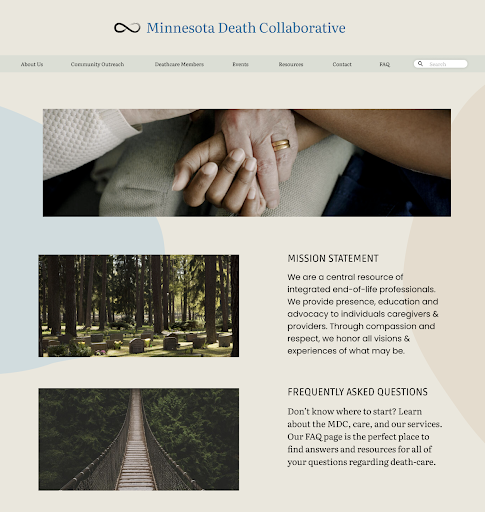 Minnesota Death Collaborative
About Us Community Outreach Deathcare Members Events Resources Contact FAQ Search
MISSION STATEMENT
We are a central resource of
integrated end-of-life professionals.
We provide presence, education and
advocacy to individuals caregivers &
providers. Through compassion and
respect, we honor all visions &
experiences of what may be.
FREQUENTLY ASKED QUESTIONS
Don't know where to start? Learn
about the MDC, care, and our services.
Our FAQ page is the perfect place to
find answers and resources for all of
your questions regarding death-care.